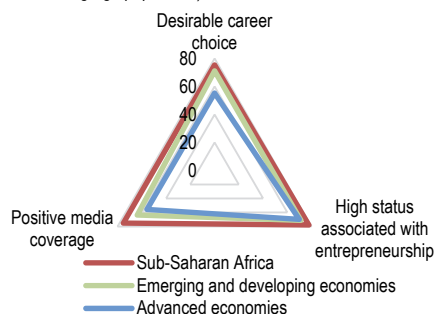 Desirable career
choice
80
60
40
20
0
Positive media
coverage
High status
associated with
entrepreneurship
Sub-Saharan Africa
Emerging and developing economies
Advanced economies